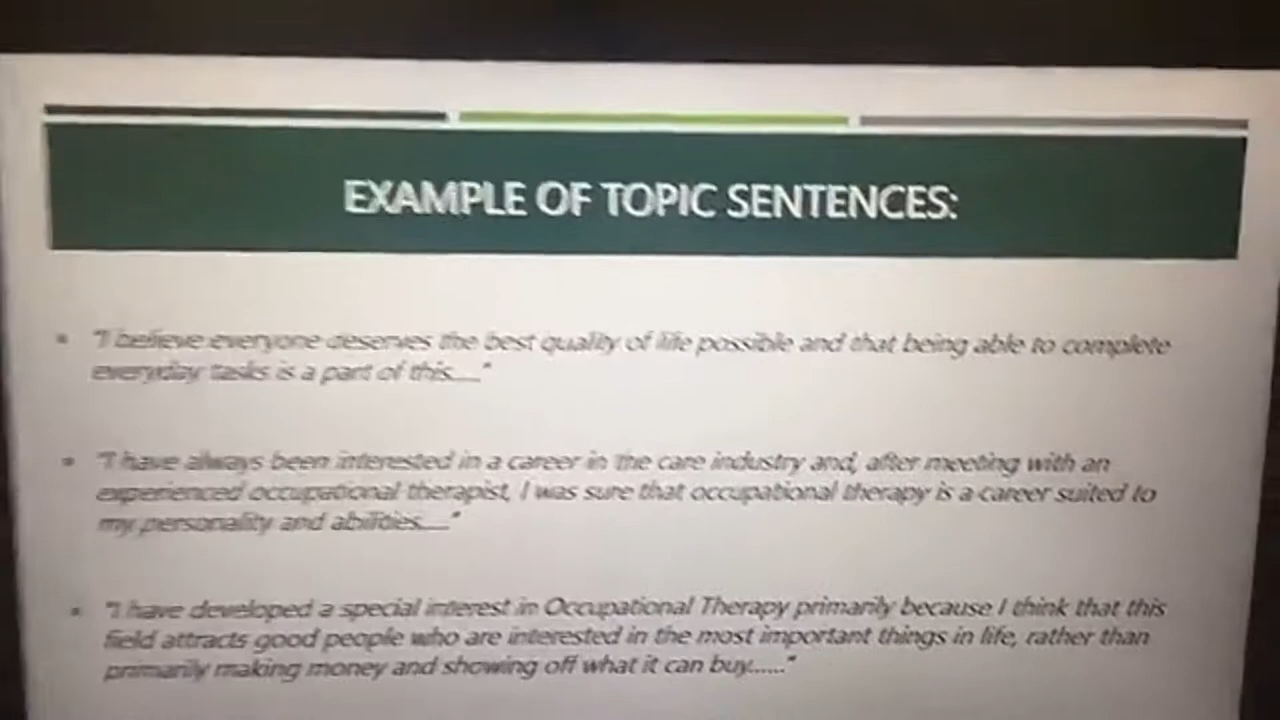 EXAMPLE OF TOPIC SENTENCES:
"I believe everyone deserves the best quality of life possible and that being able to complete
everyday tasks is a part of this....."
"I have always been interested in a career in the care industry and, after meeting with an
experienced occupational therapist, I was sure that occupational therapy is a career suited to
my personality and abilities....."
"I have developed a special interest in Occupational Therapy primarily because I think that this
field attracts good people who are interested in the most important things in life, rather than
primarily making money and showing off what it can buy......"